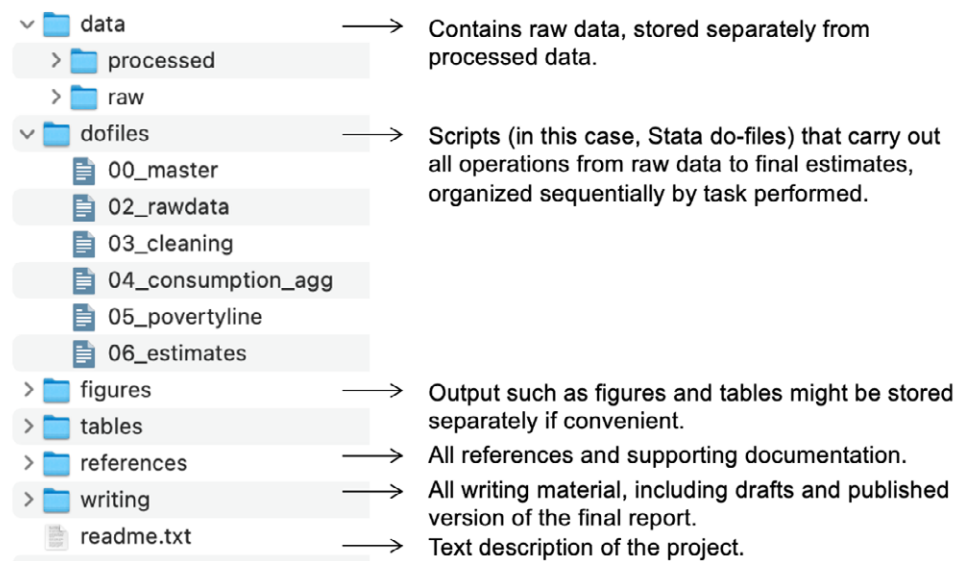 data
Contains raw data, stored separately from
processed data.
processed
raw
dofiles
Scripts (in this case, Stata do-files) that carry out
all operations from raw data to final estimates,
organized sequentially by task performed.
00_master
02_rawdata
03_cleaning
04_consumption_agg
05_povertyline
06_estimates
figures
Output such as figures and tables might be stored
separately if convenient.
tables
references
All references and supporting documentation.
writing
All writing material, including drafts and published
version of the final report.
readme.txt
Text description of the project.